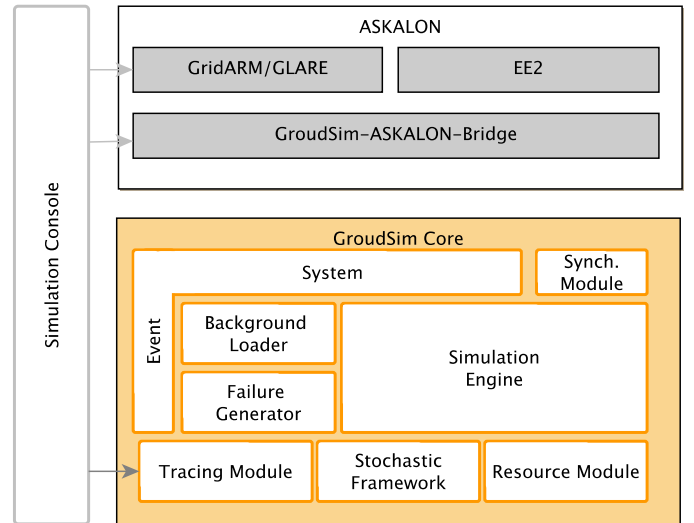 Simulation Console
ASKALON
GridARM/GLARE
EE2
GroudSim-ASKALON-Bridge
GroudSim Core
System
Synch.
Module
Event
Background
Loader
Simulation
Engine
Failure
Generator
Tracing Module
Stochastic
Framework
Resource Module